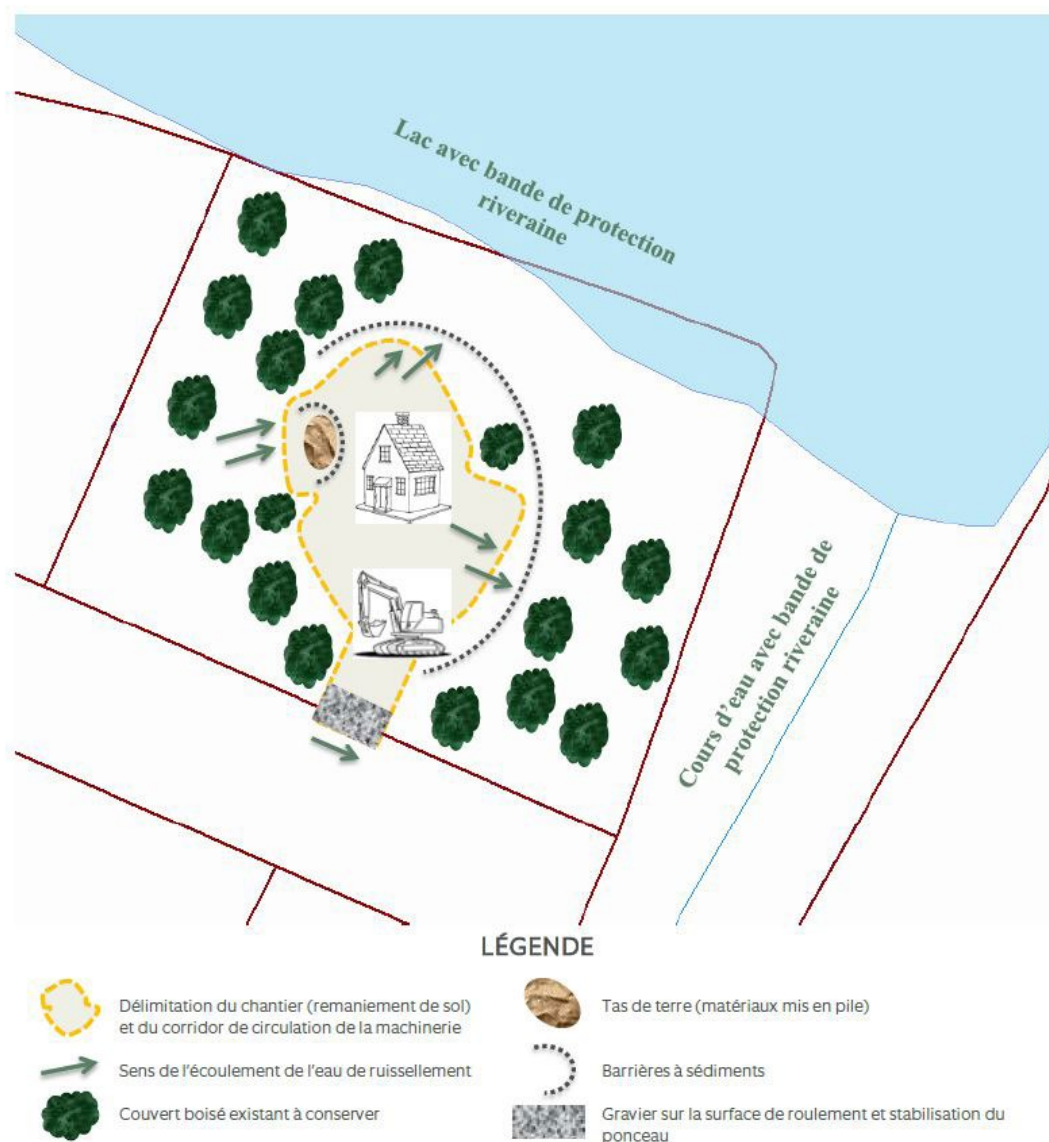 Lac avec bande de protection
riveraine
Cours d'eau avec bande de
protection riveraine
LÉGENDE
Délimitation du chantier (remaniement de sol)
et du corridor de circulation de la machinerie
Sens de l'écoulement de l'eau de ruissellement
Couvert boisé existant à conserver
Tas de terre (matériaux mis en pile)
Barrières à sédiments
Gravier sur la surface de roulement et stabilisation du
ponceau